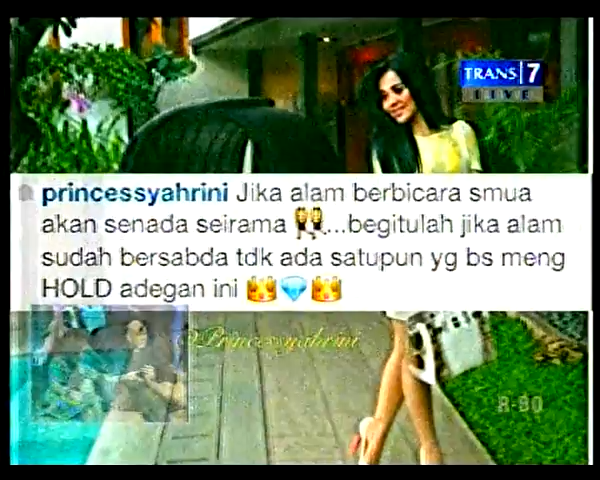 TRANS|7
LIVE
princessyahrini Jika alam berbicara smua
akan senada seirama 👯...begitulah jika alam
sudah bersabda tdk ada satupun yg bs meng
HOLD adegan ini 👑💎👑
@Princessyahrini
R-BO